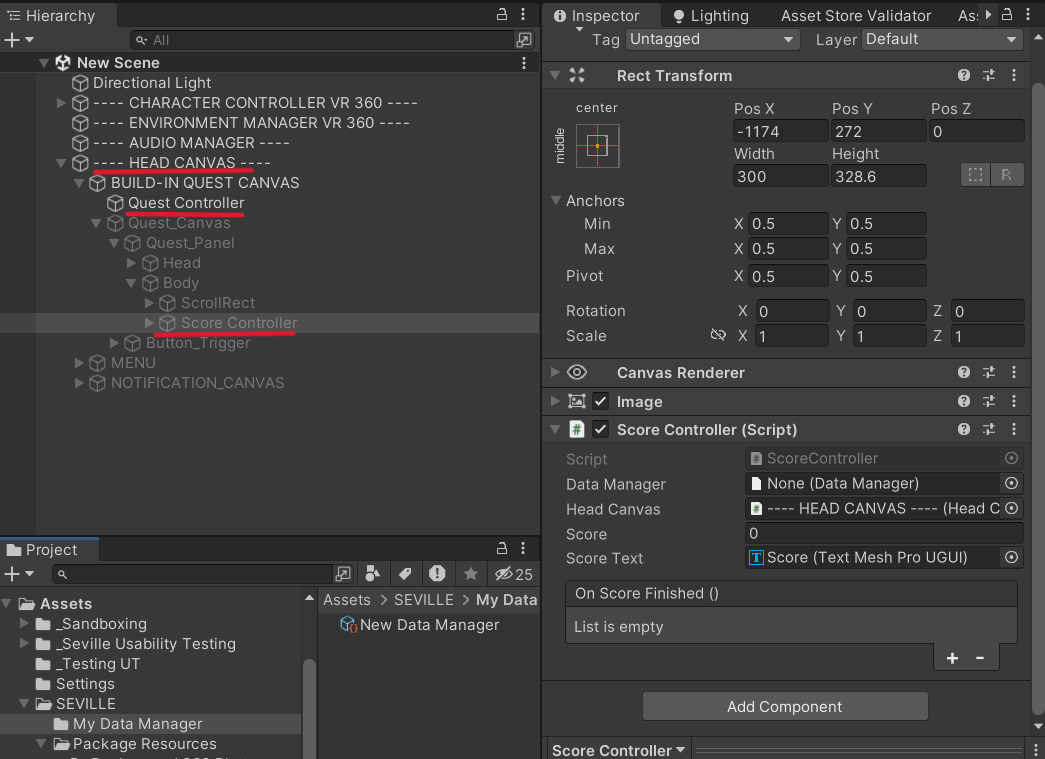 Hierarchy
All
New Scene
Directional Light
---- CHARACTER CONTROLLER VR 360 ----
---- ENVIRONMENT MANAGER VR 360 ----
---- AUDIO MANAGER ----
---- HEAD CANVAS ----
BUILD-IN QUEST CANVAS
Quest Controller
Quest_Canvas
Quest_Panel
Head
Body
ScrollRect
Score Controller
Button_Trigger
MENU
NOTIFICATION_CANVAS
Project
25
Assets
_Sandboxing
_Seville Usability Testing
_Testing UT
Settings
SEVILLE
My Data Manager
Package Resources
Assets > SEVILLE > My Data
New Data Manager
Inspector Lighting Asset Store Validator As
Tag Untagged Layer Default
Rect Transform
center
middle
Pos X Pos Y Pos Z
-1174 272 0
Width Height
300 328.6
R
Anchors
Min X 0.5 Y 0.5
Max X 0.5 Y 0.5
Pivot X 0.5 Y 0.5
Rotation X 0 Y 0 Z 0
Scale X 1 Y 1 Z 1
Canvas Renderer
Image
Score Controller (Script)
Script ScoreController
Data Manager None (Data Manager)
Head Canvas ---- HEAD CANVAS ---- (Head C
Score 0
Score Text Score (Text Mesh Pro UGUI)
On Score Finished ()
List is empty
+ -
Add Component
Score Controller